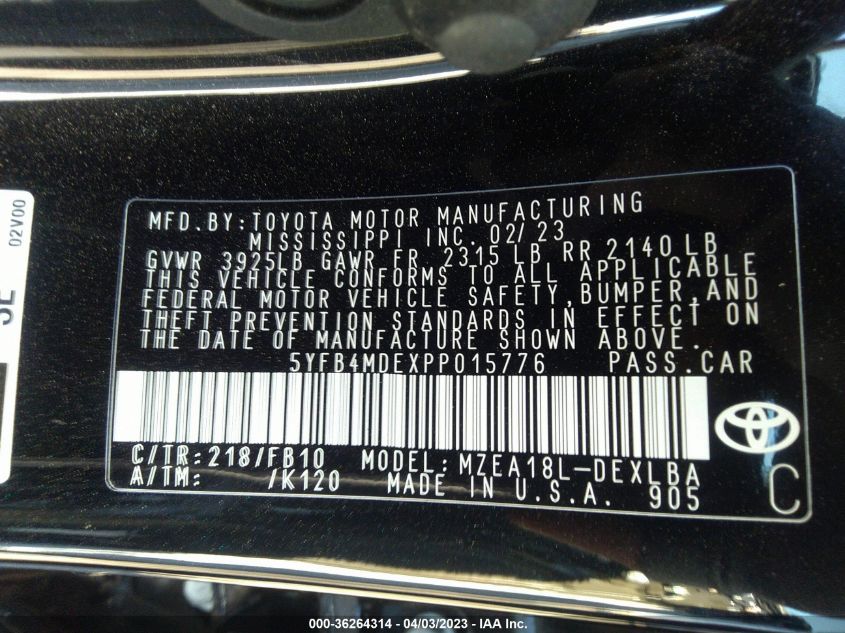 02V00
SE
MFD.BY:TOYOTA MOTOR MANUFACTURING
MISSISSIPPI INC. 02/23
GVWR 3925LB GAWR FR. 2315 LB RR 2140 LB
THIS VEHICLE CONFORMS TO ALL APPLICABLE
FEDERAL MOTOR VEHICLE SAFETY,BUMPER,AND
THEFT PREVENTION STANDARDS IN EFFECT ON
THE DATE OF MANUFACTURE SHOWN ABOVE.
5YFB4MDEXPP015776 PASS.CAR
C/TR:218/FB10 MODEL:MZEA18L-DEXLBA
A/TM: /K120 MADE IN U.S.A. 905
C
000-36264314 - 04/03/2023 - IAA Inc.